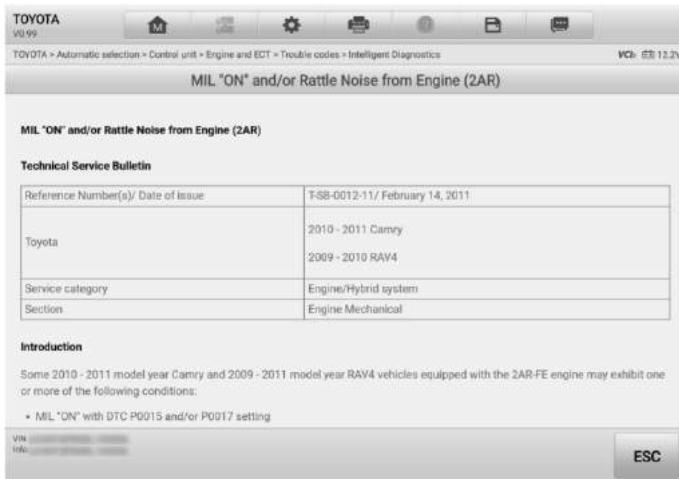 TOYOTA
V0.99
TOYOTA > Automatic selection > Control unit > Engine and ECT > Trouble codes > Intelligent Diagnostics
VCI: 12.2V
MIL "ON" and/or Rattle Noise from Engine (2AR)
MIL "ON" and/or Rattle Noise from Engine (2AR)
Technical Service Bulletin
Reference Number(s)/ Date of issue
T-SB-0012-11/ February 14, 2011
Toyota
2010 - 2011 Camry
2009 - 2010 RAV4
Service category
Engine/Hybrid system
Section
Engine Mechanical
Introduction
Some 2010 - 2011 model year Camry and 2009 - 2011 model year RAV4 vehicles equipped with the 2AR-FE engine may exhibit one
or more of the following conditions:
• MIL "ON" with DTC P0015 and/or P0017 setting
VIN
Info
ESC